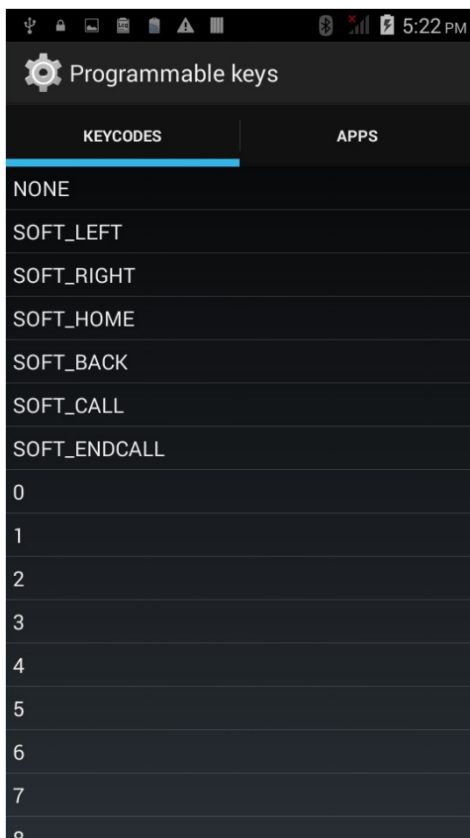 5:22 PM
Programmable keys
KEYCODES
APPS
NONE
SOFT_LEFT
SOFT_RIGHT
SOFT_HOME
SOFT_BACK
SOFT_CALL
SOFT_ENDCALL
0
1
2
3
4
5
6
7
8